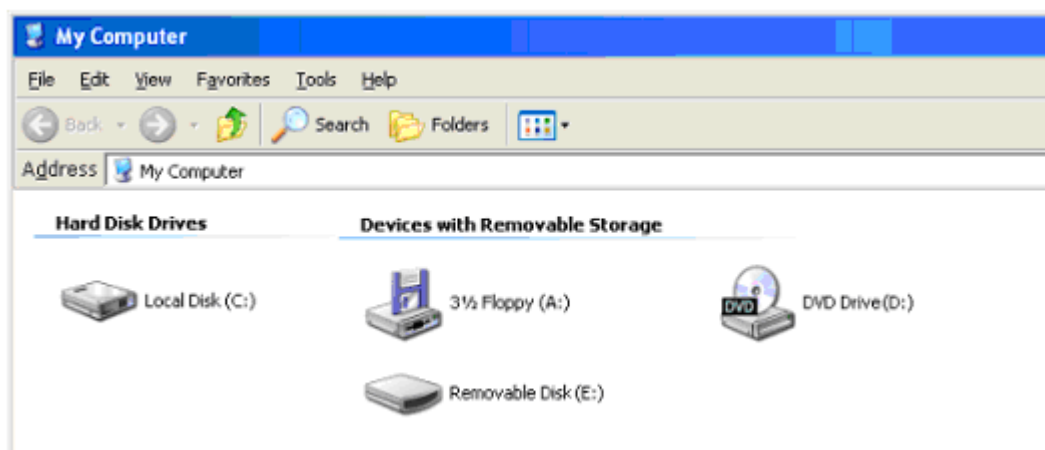 My Computer
File Edit View Favorites Tools Help
Back Search Folders
Address My Computer
Hard Disk Drives Devices with Removable Storage
Local Disk (C:) 3½ Floppy (A:) DVD DVD Drive(D:)
Removable Disk (E:)